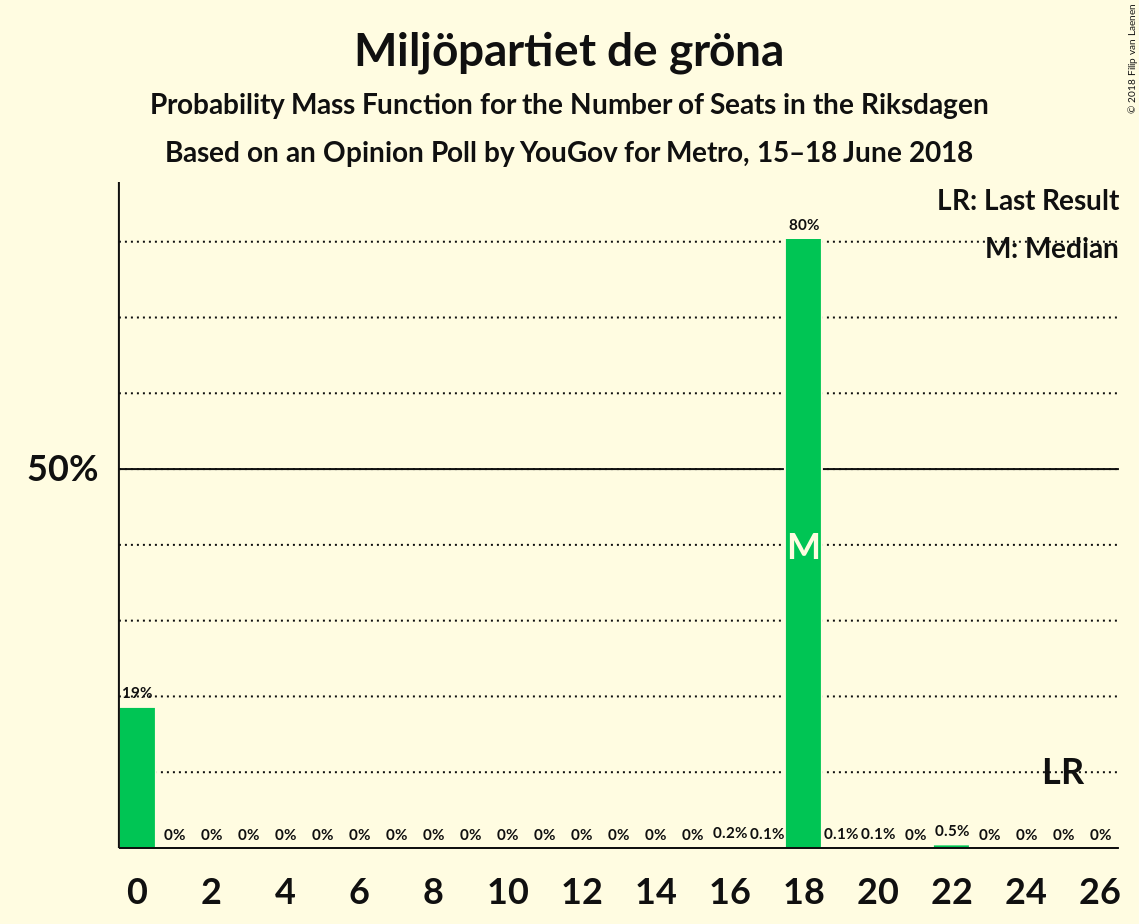 Miljöpartiet de gröna
Probability Mass Function for the Number of Seats in the Riksdagen
Based on an Opinion Poll by YouGov for Metro, 15–18 June 2018
© 2018 Filip van Laenen
LR: Last Result
M: Median
80%
50%
M
19%
LR
0% 0% 0% 0% 0% 0% 0% 0% 0% 0% 0% 0% 0% 0% 0% 0.2% 0.1% 0.1% 0.1% 0% 0.5% 0% 0% 0% 0%
0 2 4 6 8 10 12 14 16 18 20 22 24 26